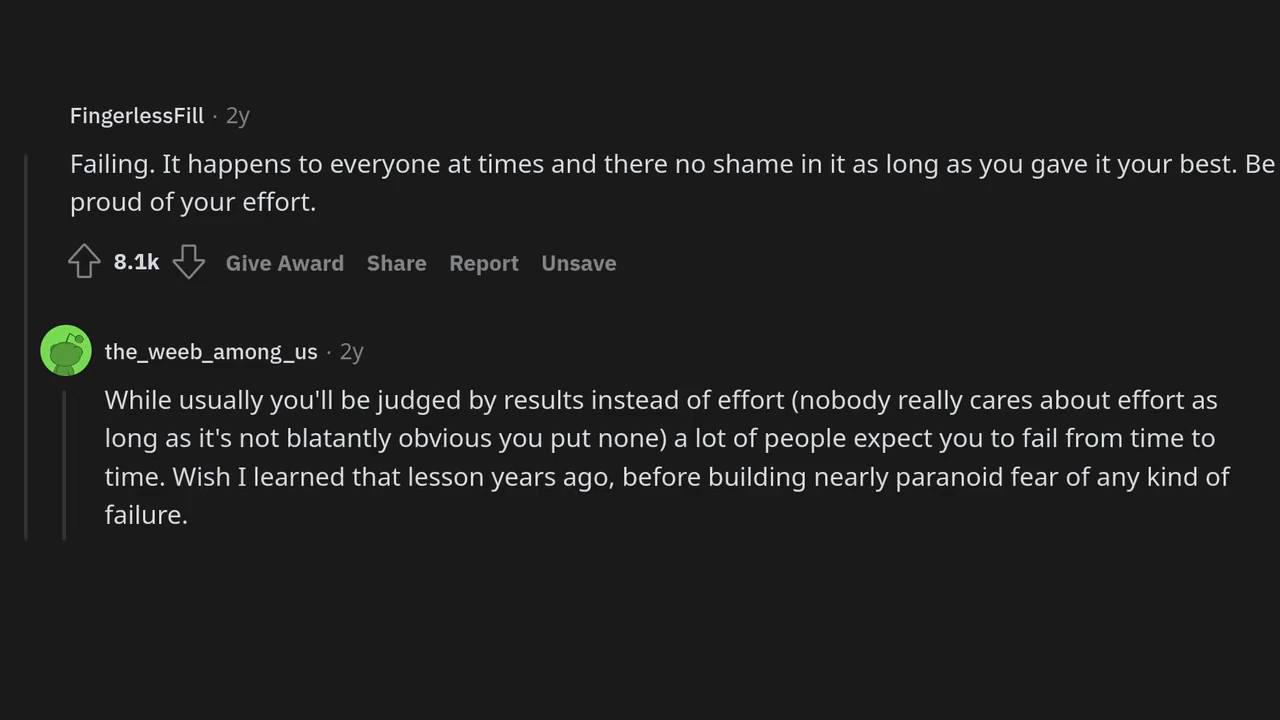 FingerlessFill · 2y
Failing. It happens to everyone at times and there no shame in it as long as you gave it your best. Be
proud of your effort.
8.1k Give Award Share Report Unsave
the_weeb_among_us · 2y
While usually you'll be judged by results instead of effort (nobody really cares about effort as
long as it's not blatantly obvious you put none) a lot of people expect you to fail from time to
time. Wish I learned that lesson years ago, before building nearly paranoid fear of any kind of
failure.